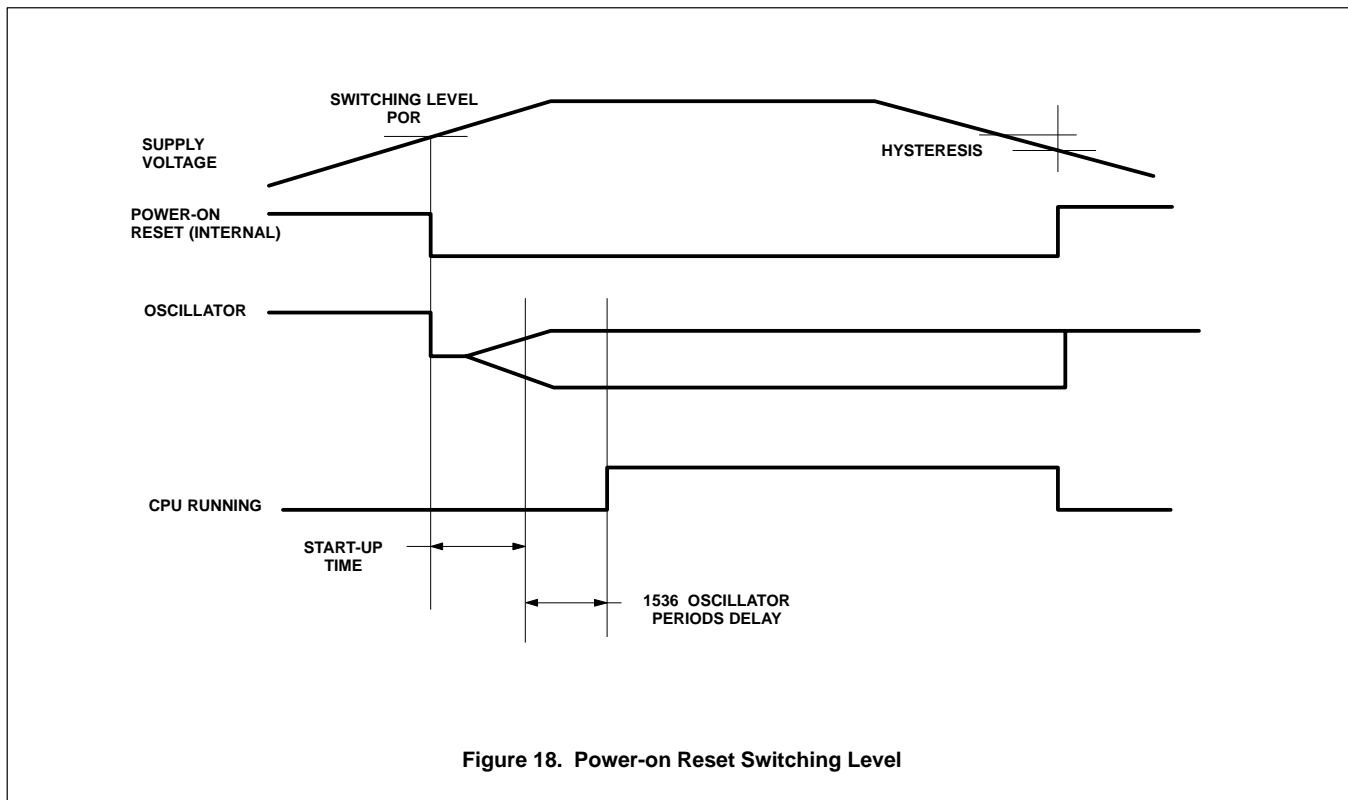 SWITCHING LEVEL
POR
SUPPLY
VOLTAGE
HYSTERESIS
POWER-ON
RESET (INTERNAL)
OSCILLATOR
CPU RUNNING
START-UP
TIME
1536 OSCILLATOR
PERIODS DELAY
Figure 18. Power-on Reset Switching Level